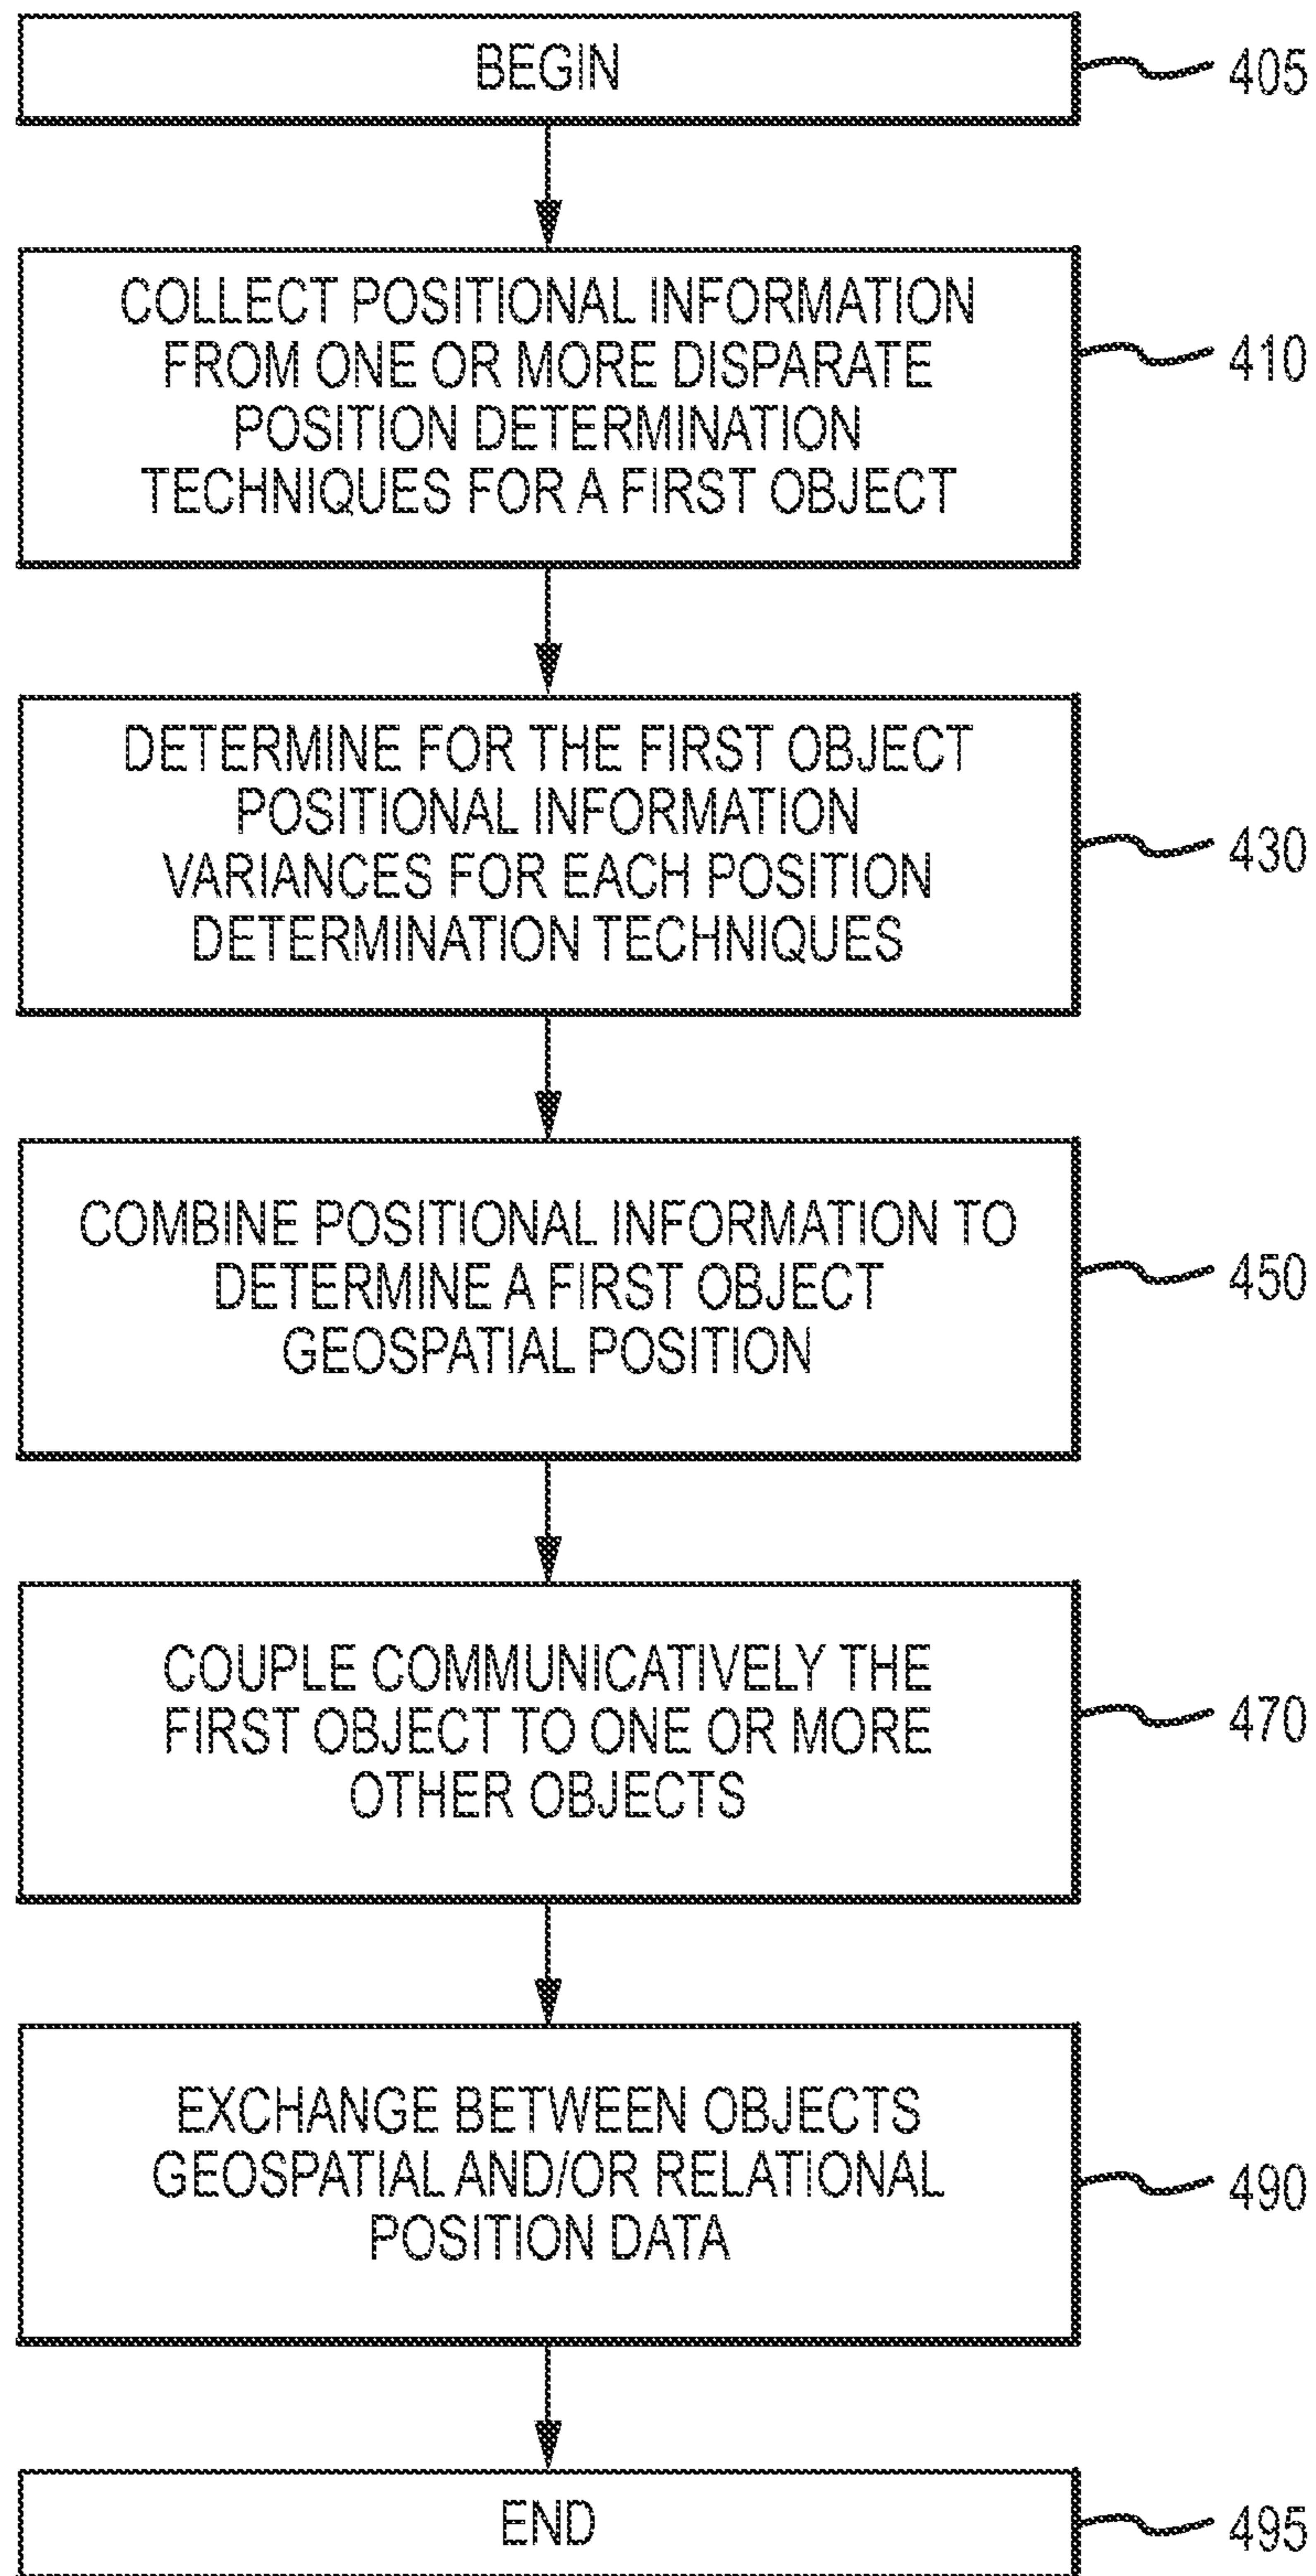 BEGIN
405
COLLECT POSITIONAL INFORMATION
FROM ONE OR MORE DISPARATE
POSITION DETERMINATION
TECHNIQUES FOR A FIRST OBJECT
410
DETERMINE FOR THE FIRST OBJECT
POSITIONAL INFORMATION
VARIANCES FOR EACH POSITION
DETERMINATION TECHNIQUES
430
COMBINE POSITIONAL INFORMATION TO
DETERMINE A FIRST OBJECT
GEOSPATIAL POSITION
450
COUPLE COMMUNICATIVELY THE
FIRST OBJECT TO ONE OR MORE
OTHER OBJECTS
470
EXCHANGE BETWEEN OBJECTS
GEOSPATIAL AND/OR RELATIONAL
POSITION DATA
490
END
495